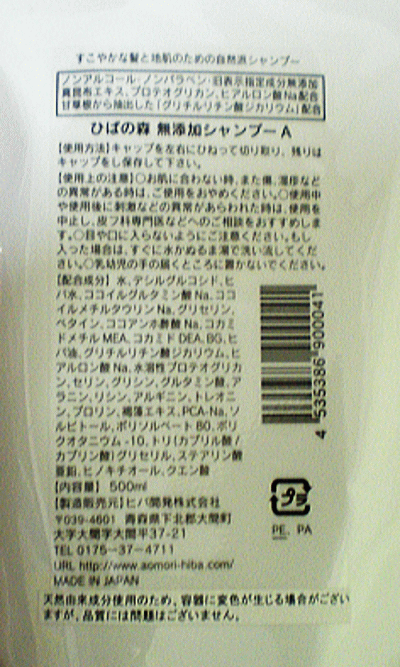 すこやかな髪と地肌のための自然派シャンプー
ノンアルコール・ノンパラベン・旧表示指定成分無添加
真昆布エキス、プロテオグリカン、ヒアルロン酸Na配合
甘草根から抽出した「グリチルリチン酸ジカリウム」配合
ひばの森 無添加シャンプーA
【使用方法】キャップを左右にひねって切り取り、残りは
キャップをし保存して下さい。
【使用上の注意】○お肌に合わない時、また傷、湿疹など
の異常がある時は、ご使用をおやめください。○使用中
や使用後に刺激などの異常があらわれた時は、使用を
中止し、皮フ科専門医などへのご相談をおすすめしま
す。○目や口に入らないようにご注意ください。もし
入った場合は、すぐに水かぬるま湯で洗い流してくだ
さい。○乳幼児の手の届くところに置かないでください。
【配合成分】水、デシルグルコシド、ヒ
バ水、ココイルグルタミン酸Na、ココ
イルメチルタウリンNa、グリセリン、
ベタイン、ココアンホ酢酸Na、コカミ
ドメチルMEA、コカミドDEA、BG、ヒ
バ油、グリチルリチン酸ジカリウム、ヒ
アルロン酸Na、水溶性プロテオグリカ
ン、セリン、グリシン、グルタミン酸、ア
ラニン、リシン、アルギニン、トレオニ
ン、プロリン、褐藻エキス、PCA-Na、ソ
ルビトール、ポリソルベート80、ポリ
クオタニウム-10、トリ(カプリル酸/
カプリン酸)グリセリル、ステアリン酸
亜鉛、ヒノキチオール、クエン酸
4 535386 900041
【内容量】 500ml
【製造販売元】ヒバ開発株式会社
〒039-4601 青森県下北郡大間町
大字大間字大間平37-21
TEL 0175-37-4711
URL http://www.aomori-hiba.com/
MADE IN JAPAN
プラ
PE、PA
天然由来成分使用のため、容器に変色が生じる場合がござい
ますが、品質には問題はございません。